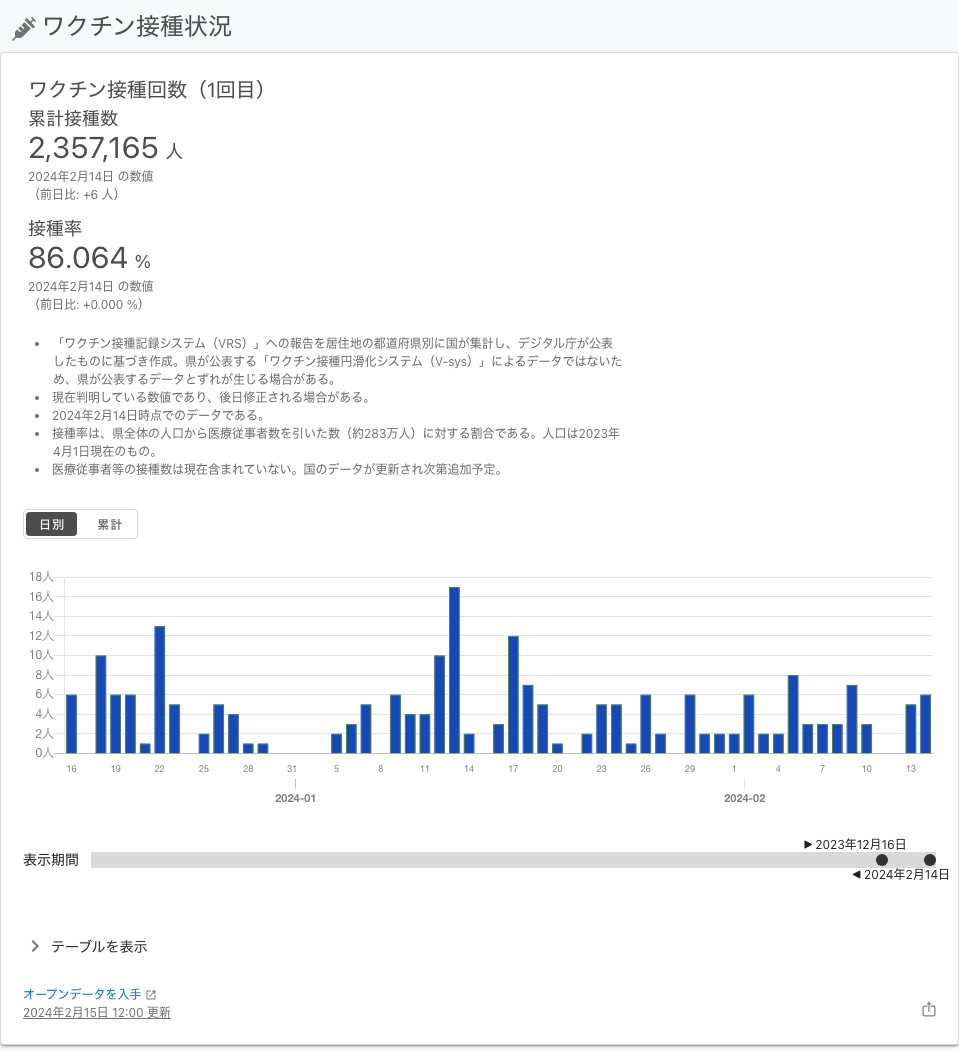 ワクチン接種状況
ワクチン接種回数（1回目）
累計接種数
2,357,165 人
2024年2月14日 の数値
（前日比: +6 人）
接種率
86.064 %
2024年2月14日 の数値
（前日比: +0.000 %）
• 「ワクチン接種記録システム（VRS）」への報告を居住地の都道府県別に国が集計し、デジタル庁が公表
したものに基づき作成。県が公表する「ワクチン接種円滑化システム（V-sys）」によるデータではないた
め、県が公表するデータとずれが生じる場合がある。
• 現在判明している数値であり、後日修正される場合がある。
• 2024年2月14日時点でのデータである。
• 接種率は、県全体の人口から医療従事者数を引いた数（約283万人）に対する割合である。人口は2023年
4月1日現在のもの。
• 医療従事者等の接種数は現在含まれていない。国のデータが更新され次第追加予定。
日別 累計
18人
16人
14人
12人
10人
8人
6人
4人
2人
0人
16 19 22 25 28 31 5 8 11 14 17 20 23 26 29 1 4 7 10 13
2024-01 2024-02
▶ 2023年12月16日
表示期間
◀ 2024年2月14日
テーブルを表示
オープンデータを入手
2024年2月15日 12:00 更新